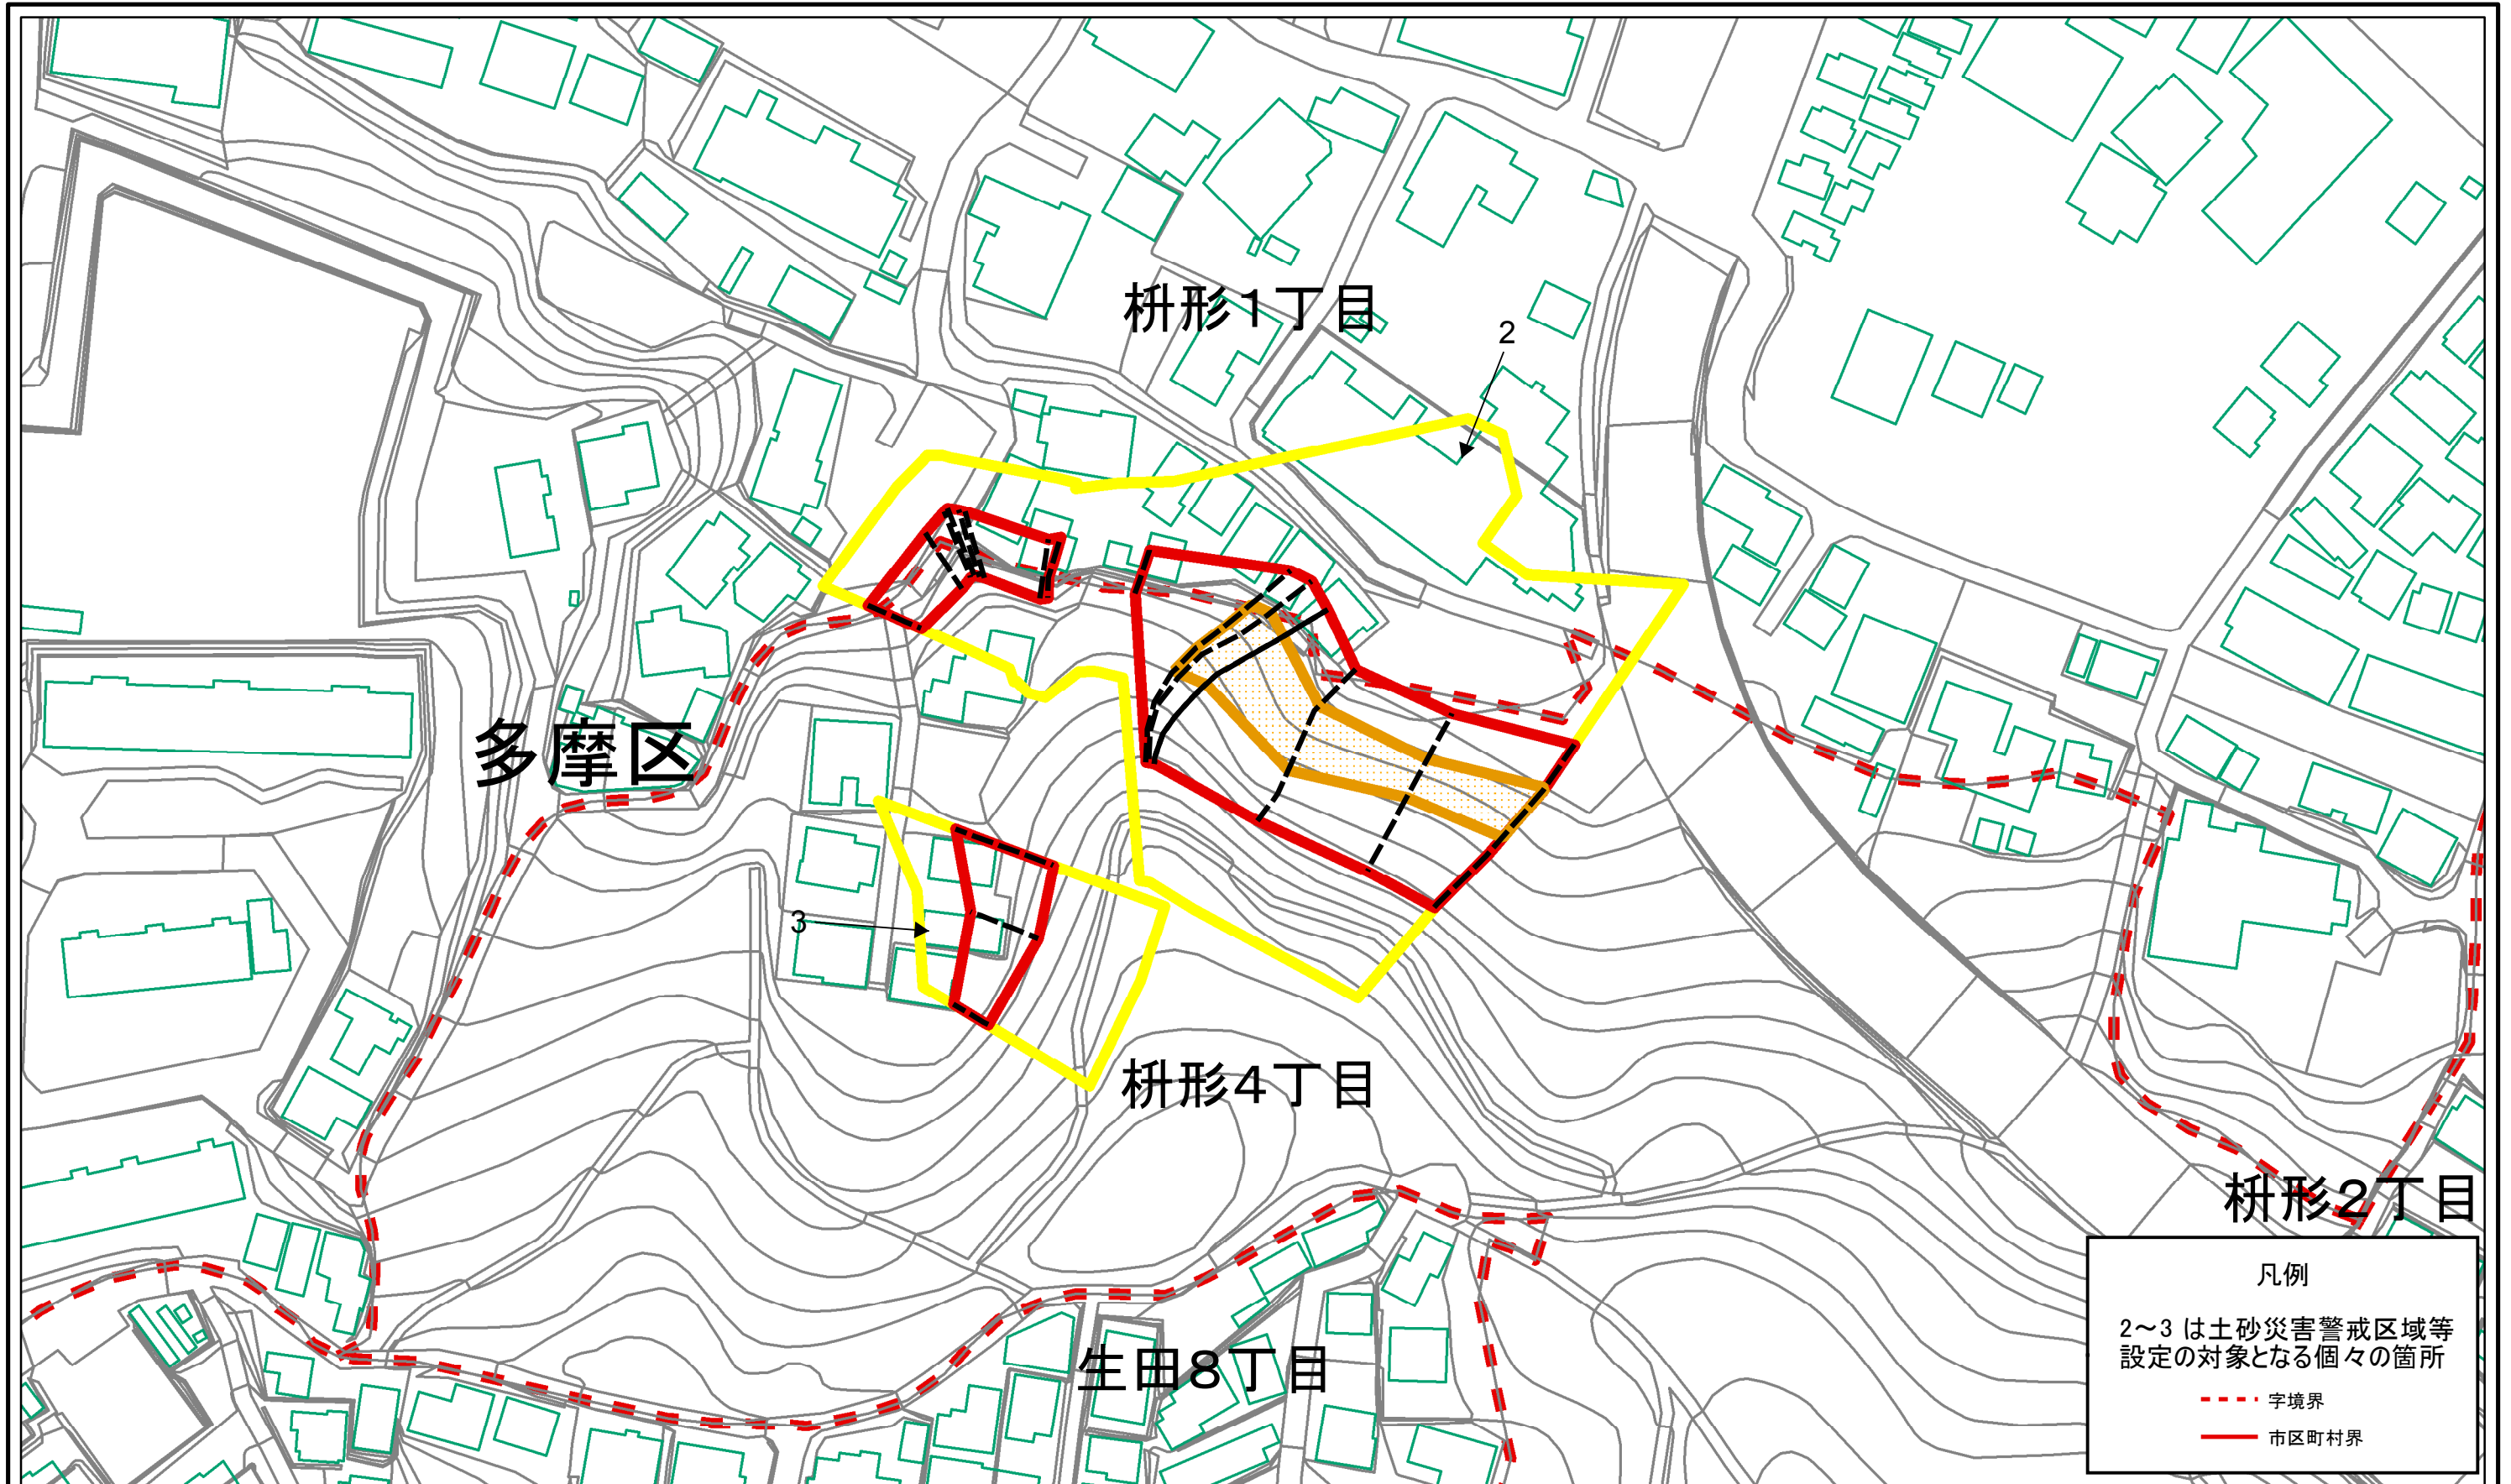 枡形1丁目
2
多摩区
3
枡形4丁目
枡形2丁目
生田8丁目
凡例
2～3 は土砂災害警戒区域等
設定の対象となる個々の箇所
字境界
市区町村界